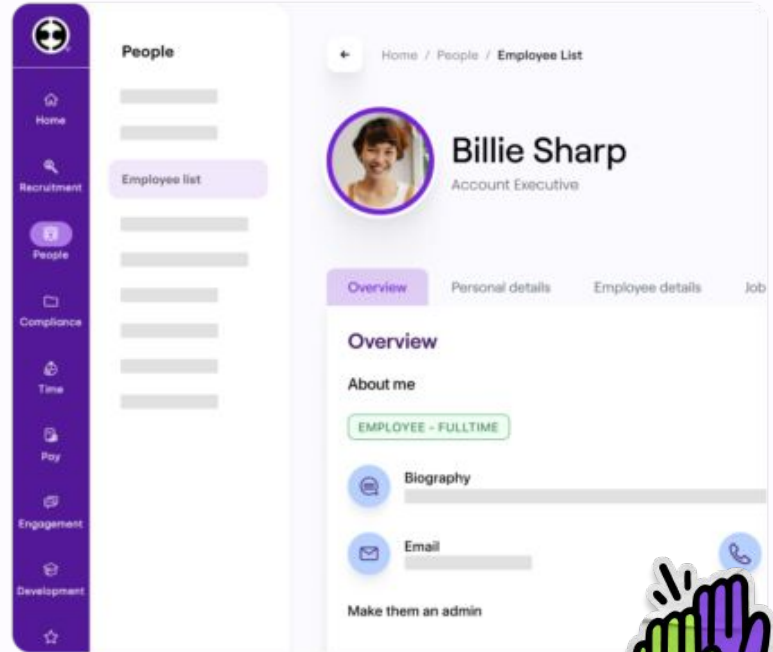 People
Home / People / Employee List
Home
Recruitment
People
Compliance
Time
Pay
Engagement
Development
Employee list
Billie Sharp
Account Executive
Overview
Personal details
Employee details
Job
Overview
About me
EMPLOYEE - FULLTIME
Biography
Email
Make them an admin